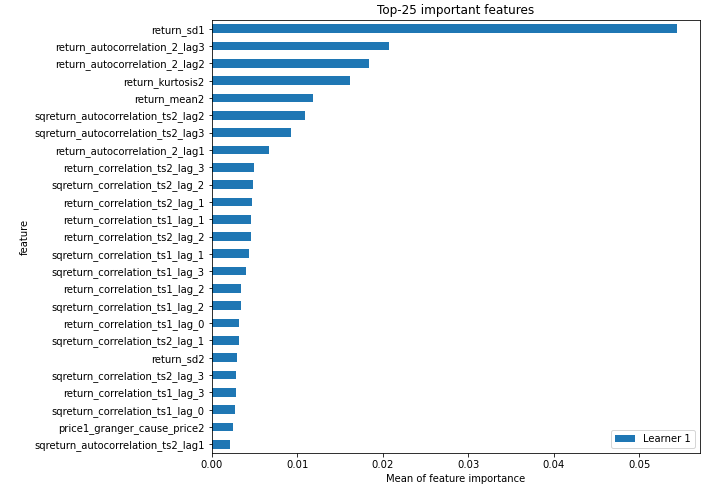 Top-25 important features
return_sd1
return_autocorrelation_2_lag3
return_autocorrelation_2_lag2
return_kurtosis2
return_mean2
sqreturn_autocorrelation_ts2_lag2
sqreturn_autocorrelation_ts2_lag3
return_autocorrelation_2_lag1
return_correlation_ts2_lag_3
sqreturn_correlation_ts2_lag_2
return_correlation_ts2_lag_1
return_correlation_ts1_lag_1
return_correlation_ts2_lag_2
sqreturn_correlation_ts1_lag_1
sqreturn_correlation_ts1_lag_3
return_correlation_ts1_lag_2
sqreturn_correlation_ts1_lag_2
return_correlation_ts1_lag_0
sqreturn_correlation_ts2_lag_1
return_sd2
sqreturn_correlation_ts2_lag_3
return_correlation_ts1_lag_3
sqreturn_correlation_ts1_lag_0
price1_granger_cause_price2
sqreturn_autocorrelation_ts2_lag1
feature
Learner 1
0.00 0.01 0.02 0.03 0.04 0.05
Mean of feature importance